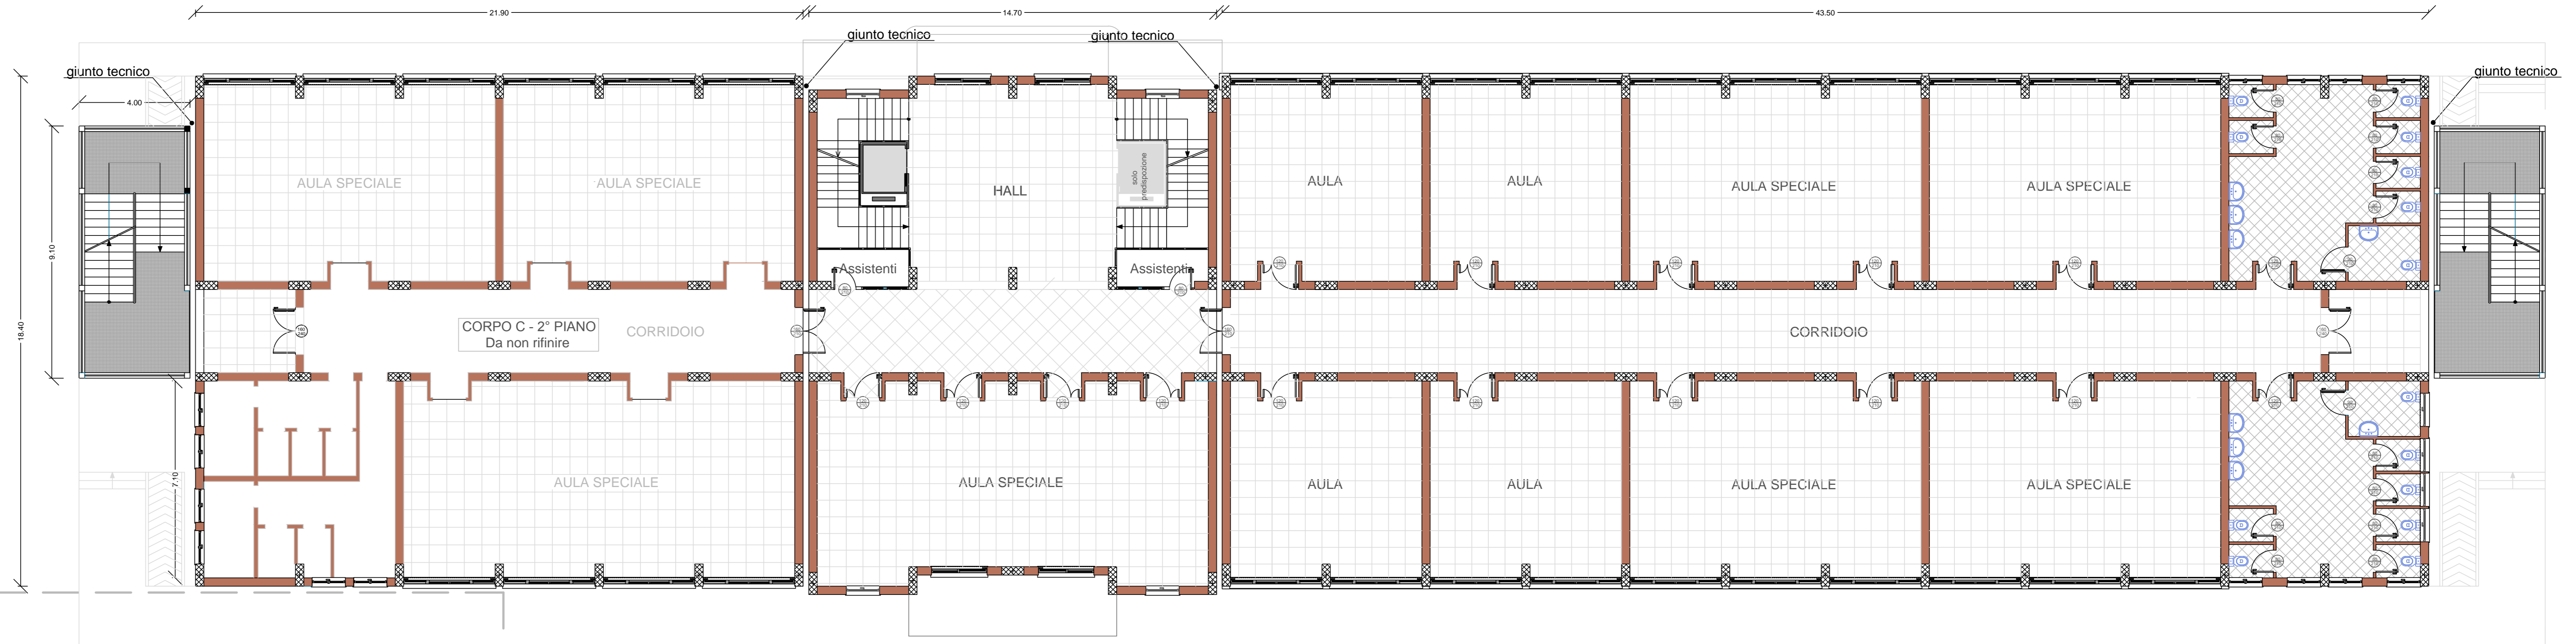 21.90
14.70
43.50
giunto tecnico
giunto tecnico
giunto tecnico
giunto tecnico
4.00
9.10
18.40
7.10
AULA SPECIALE
AULA SPECIALE
HALL
solo
predisposizione
AULA
AULA
AULA SPECIALE
AULA SPECIALE
Assistenti
Assistenti
CORPO C - 2° PIANO
Da non rifinire
CORRIDOIO
CORRIDOIO
AULA SPECIALE
AULA SPECIALE
AULA
AULA
AULA SPECIALE
AULA SPECIALE